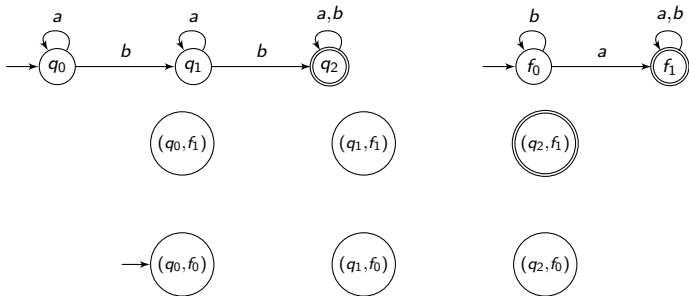 a a a,b b a,b
b b a
q0 q1 q2 f0 f1
(q0,f1) (q1,f1) (q2,f1)
(q0,f0) (q1,f0) (q2,f0)